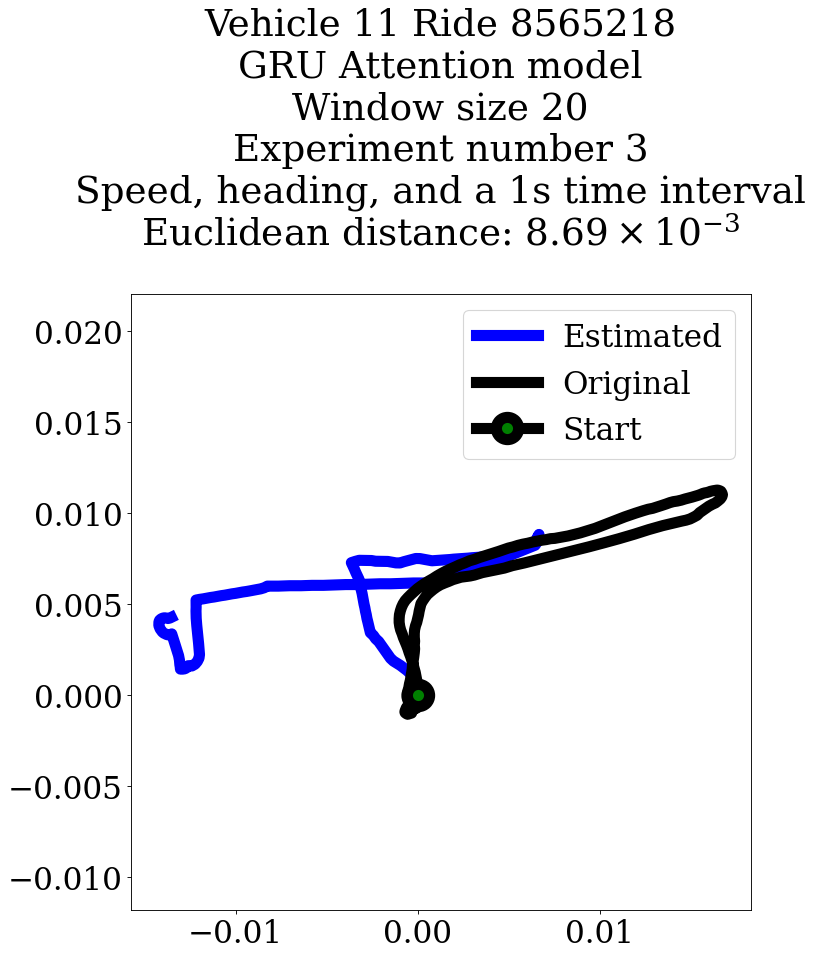 Vehicle 11 Ride 8565218
GRU Attention model
Window size 20
Experiment number 3
Speed, heading, and a 1s time interval
Euclidean distance: 8.69 × 10⁻³
Estimated
Original
Start
0.020
0.015
0.010
0.005
0.000
−0.005
−0.010
−0.01 0.00 0.01